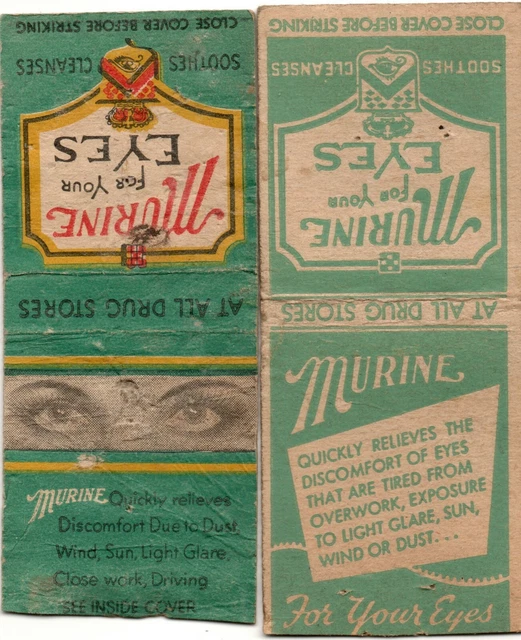 CLOSE COVER BEFORE STRIKING
SOOTHES CLEANSES
MURINE
FOR YOUR
EYES
AT ALL DRUG STORES
MURINE Quickly relieves
Discomfort Due to Dust,
Wind, Sun, Light Glare,
Close work, Driving
SEE INSIDE COVER
CLOSE COVER BEFORE STRIKING
SOOTHES CLEANSES
MURINE
FOR YOUR
EYES
AT ALL DRUG STORES
MURINE
QUICKLY RELIEVES THE
DISCOMFORT OF EYES
THAT ARE TIRED FROM
OVERWORK, EXPOSURE
TO LIGHT GLARE, SUN,
WIND OR DUST...
For Your Eyes